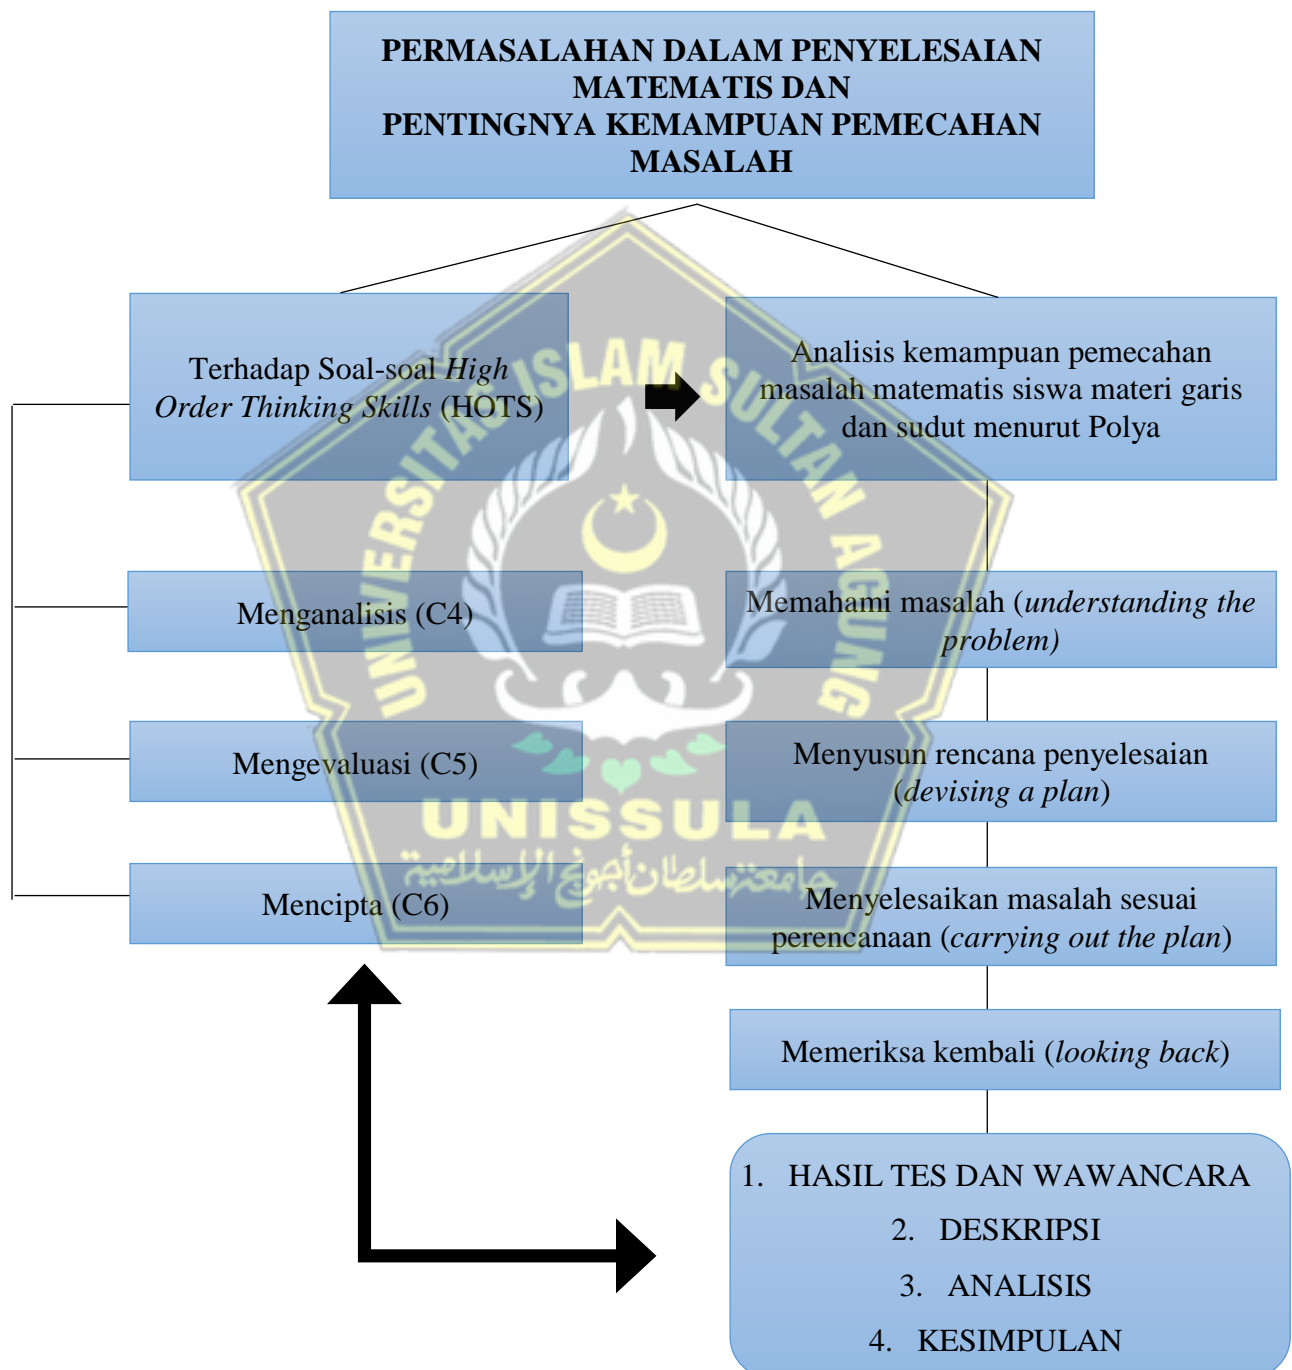 PERMASALAHAN DALAM PENYELESAIAN
MATEMATIS DAN
PENTINGNYA KEMAMPUAN PEMECAHAN
MASALAH
Terhadap Soal-soal High
Order Thinking Skills (HOTS)
Analisis kemampuan pemecahan
masalah matematis siswa materi garis
dan sudut menurut Polya
Menganalisis (C4)
Memahami masalah (understanding the
problem)
Mengevaluasi (C5)
Menyusun rencana penyelesaian
(devising a plan)
Mencipta (C6)
Menyelesaikan masalah sesuai
perencanaan (carrying out the plan)
Memeriksa kembali (looking back)
1. HASIL TES DAN WAWANCARA
2. DESKRIPSI
3. ANALISIS
4. KESIMPULAN
UNIVERSITAS ISLAM SULTAN AGUNG
UNISSULA
جامعتنسلطان أجونج الإسلامية